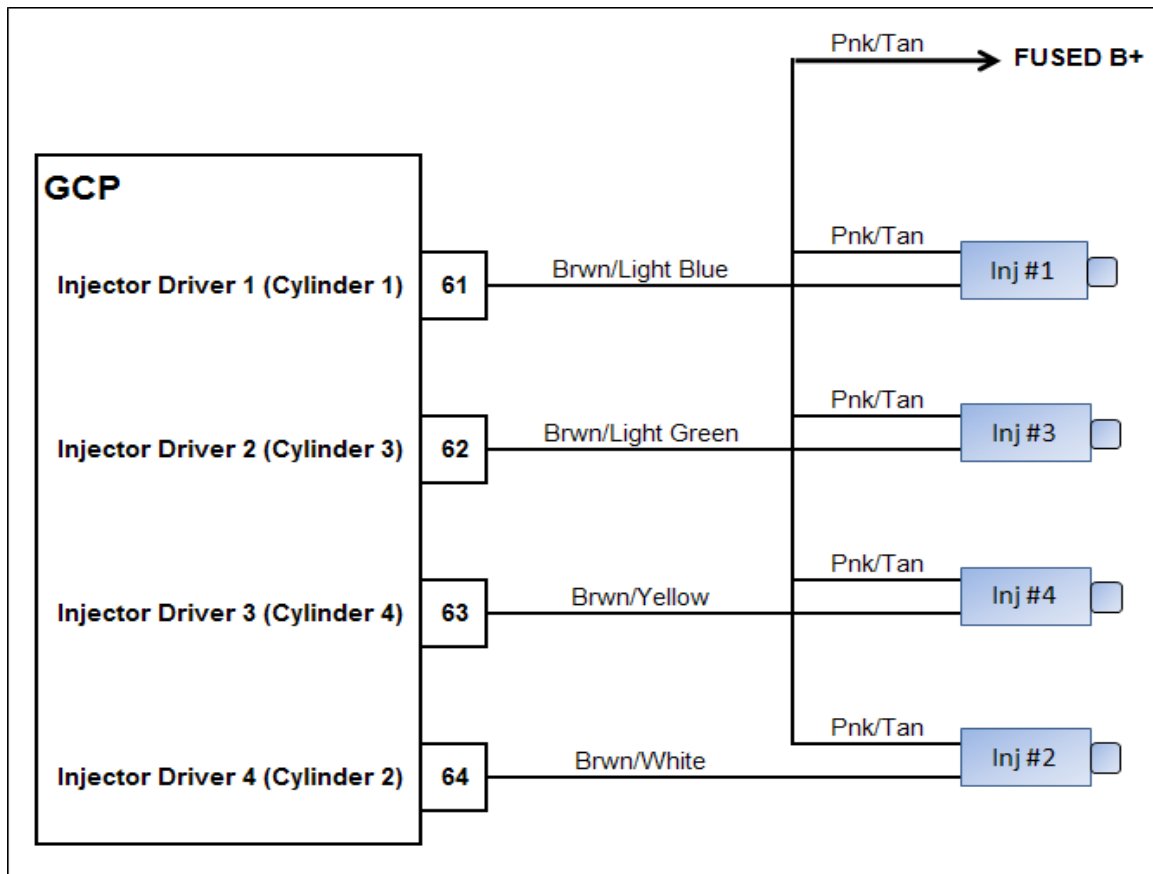 Pnk/Tan
FUSED B+
GCP
Pnk/Tan
Injector Driver 1 (Cylinder 1)
61
Brwn/Light Blue
Inj #1
Pnk/Tan
Injector Driver 2 (Cylinder 3)
62
Brwn/Light Green
Inj #3
Pnk/Tan
Injector Driver 3 (Cylinder 4)
63
Brwn/Yellow
Inj #4
Pnk/Tan
Injector Driver 4 (Cylinder 2)
64
Brwn/White
Inj #2